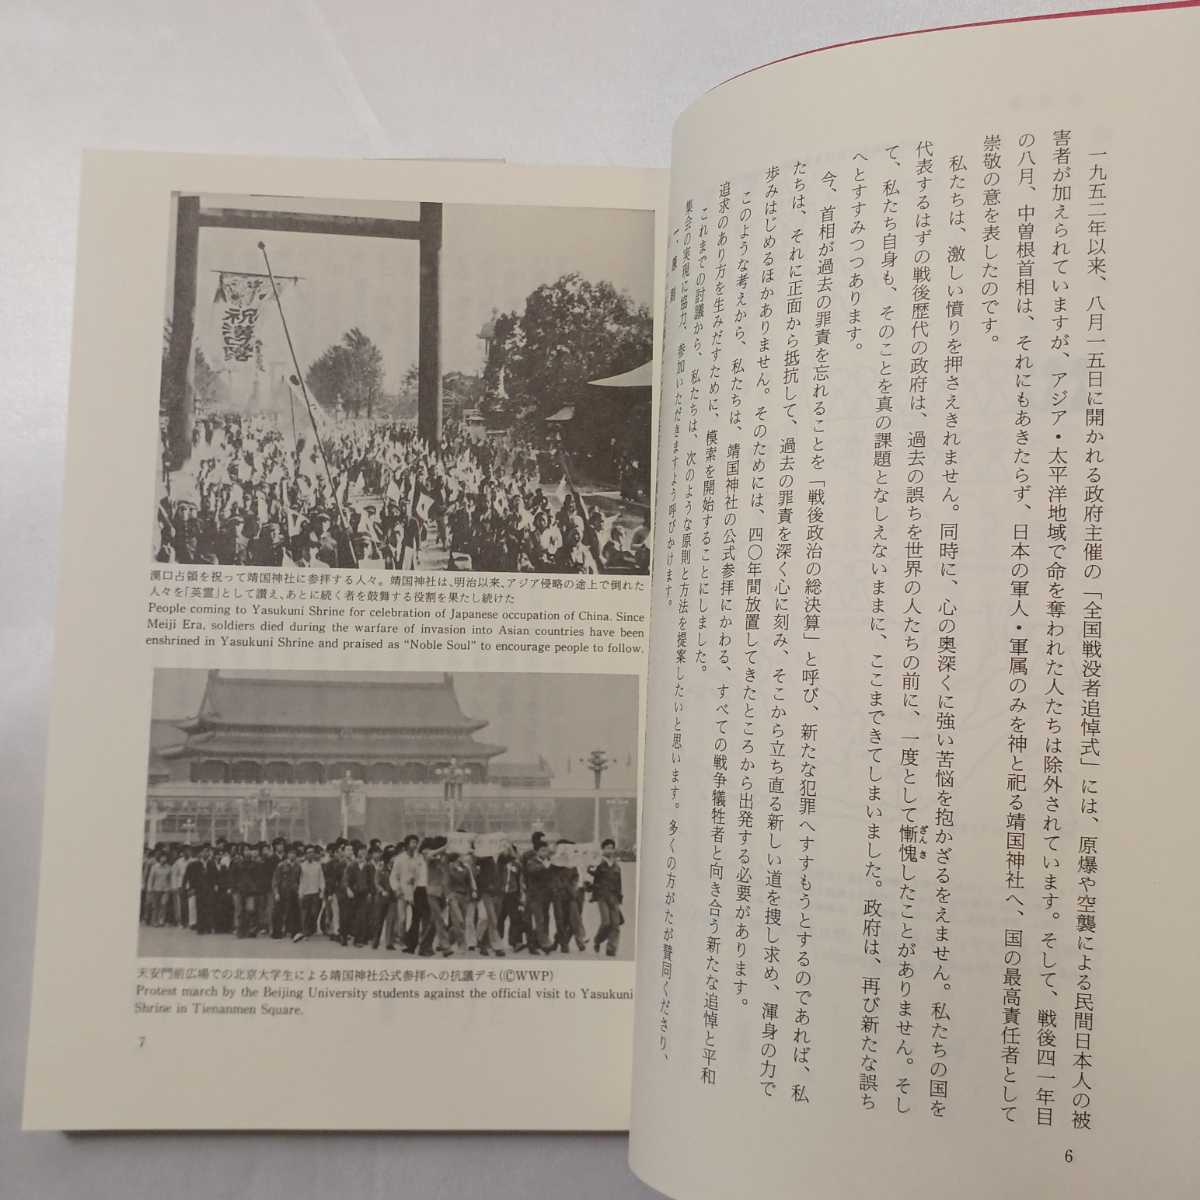 一九五二年以来、八月一五日に開かれる政府主催の「全国戦没者追悼式」には、原爆や空襲による民間日本人の被
害者が加えられていますが、アジア・太平洋地域で命を奪われた人たちは除外されています。そして、戦後四一年目
の八月、中曽根首相は、それにもあきたらず、日本の軍人・軍属のみを神と祀る靖国神社へ、国の最高責任者として
崇敬の意を表したのです。
私たちは、激しい憤りを押さえきれません。同時に、心の奥深くに強い苦悩を抱かざるをえません。私たちの国を
代表するはずの戦後歴代の政府は、過去の誤ちを世界の人たちの前に、一度として慚愧したことがありません。そし
ざんき
て、私たち自身も、そのことを真の課題となしえないままに、ここまできてしまいました。政府は、再び新たな誤ち
へとすすみつつあります。
今、首相が過去の罪責を忘れることを「戦後政治の総決算」と呼び、新たな犯罪へすすもうとするのであれば、私
たちは、それに正面から抵抗して、過去の罪責を深く心に刻み、そこから立ち直る新しい道を捜し求め、渾身の力で
歩みはじめるほかありません。そのためには、四〇年間放置してきたところから出発する必要があります。
このような考えから、私たちは、靖国神社の公式参拝にかわる、すべての戦争犠牲者と向き合う新たな追悼と平和
追求のあり方を生みだすために、模索を開始することにしました。
これまでの討議から、私たちは、次のような原則と方法を提案したいと思います。多くの方がたが賛同くださり、
集会の実現に協力、参加いただきますよう呼びかけます。
一、原則
6
祝漢口陥落
漢口占領を祝って靖国神社に参拝する人々。靖国神社は、明治以来、アジア侵略の途上で倒れた
人々を「英霊」として讃え、あとに続く者を鼓舞する役割を果たし続けた
People coming to Yasukuni Shrine for celebration of Japanese occupation of China. Since
Meiji Era, soldiers died during the warfare of invasion into Asian countries have been
enshrined in Yasukuni Shrine and praised as "Noble Soul" to encourage people to follow.
天安門前広場での北京大学生による靖国神社公式参拝への抗議デモ(ⒸWWP)
Protest march by the Beijing University students against the official visit to Yasukuni
Shrine in Tienanmen Square.
7